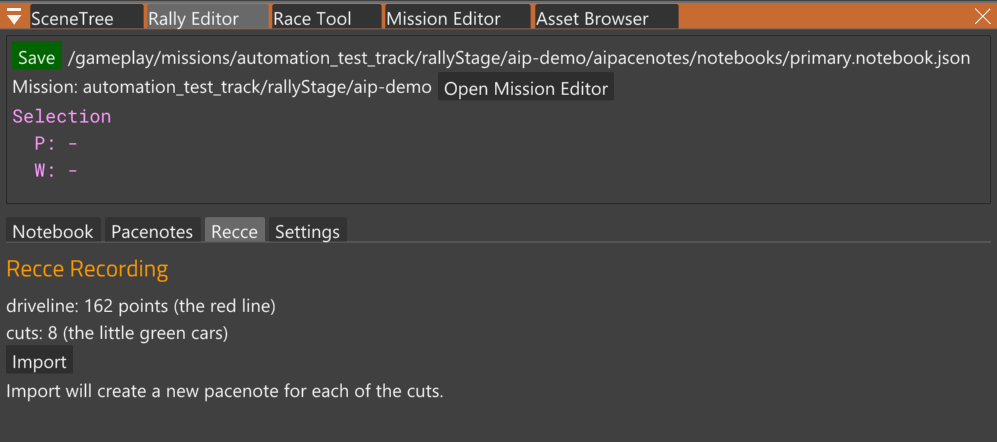 SceneTree Rally Editor Race Tool Mission Editor Asset Browser
Save /gameplay/missions/automation_test_track/rallyStage/aip-demo/aipacenotes/notebooks/primary.notebook.json
Mission: automation_test_track/rallyStage/aip-demo Open Mission Editor
Selection
P: -
W: -
Notebook Pacenotes Recce Settings
Recce Recording
driveline: 162 points (the red line)
cuts: 8 (the little green cars)
Import
Import will create a new pacenote for each of the cuts.